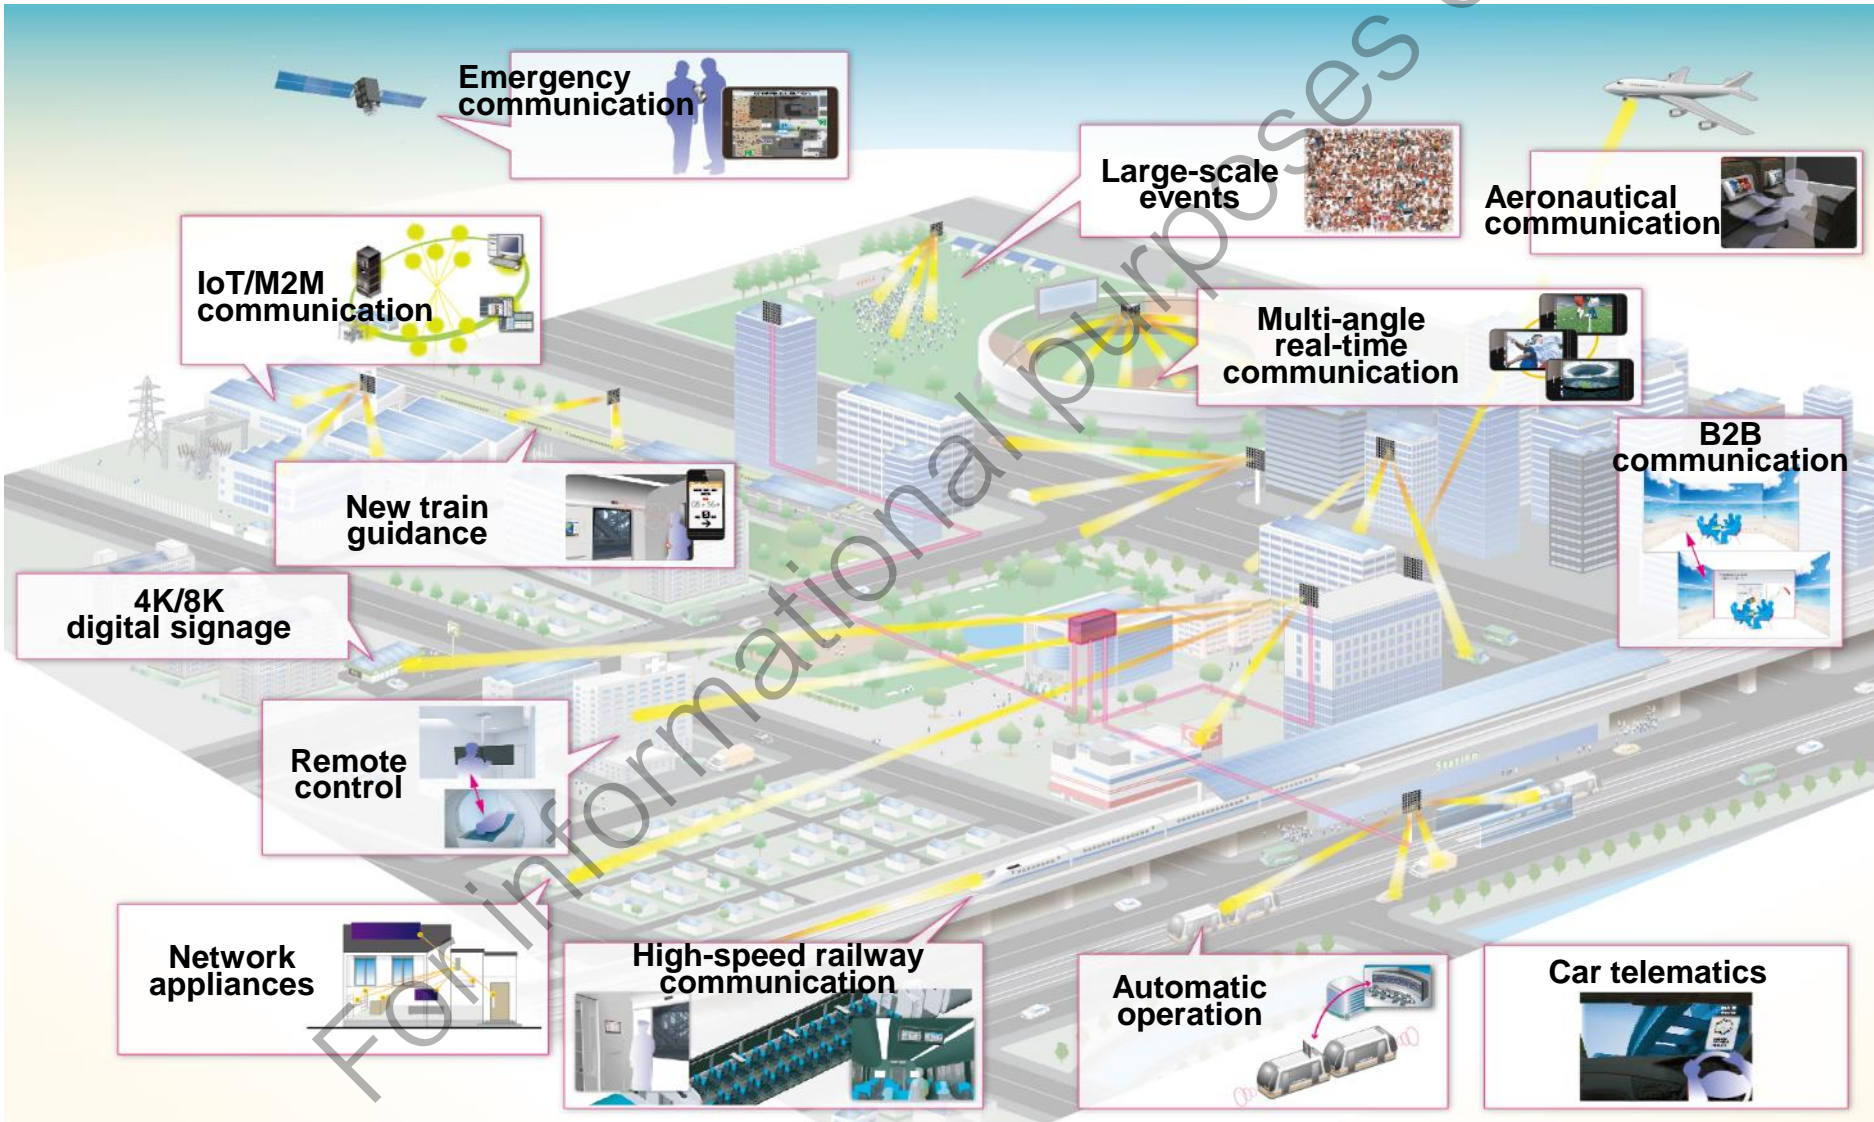 Emergency
communication
Large-scale
events
Aeronautical
communication
IoT/M2M
communication
Multi-angle
real-time
communication
B2B
communication
New train
guidance
4K/8K
digital signage
Remote
control
Station
Network
appliances
High-speed railway
communication
Automatic
operation
Car telematics
For informational purposes